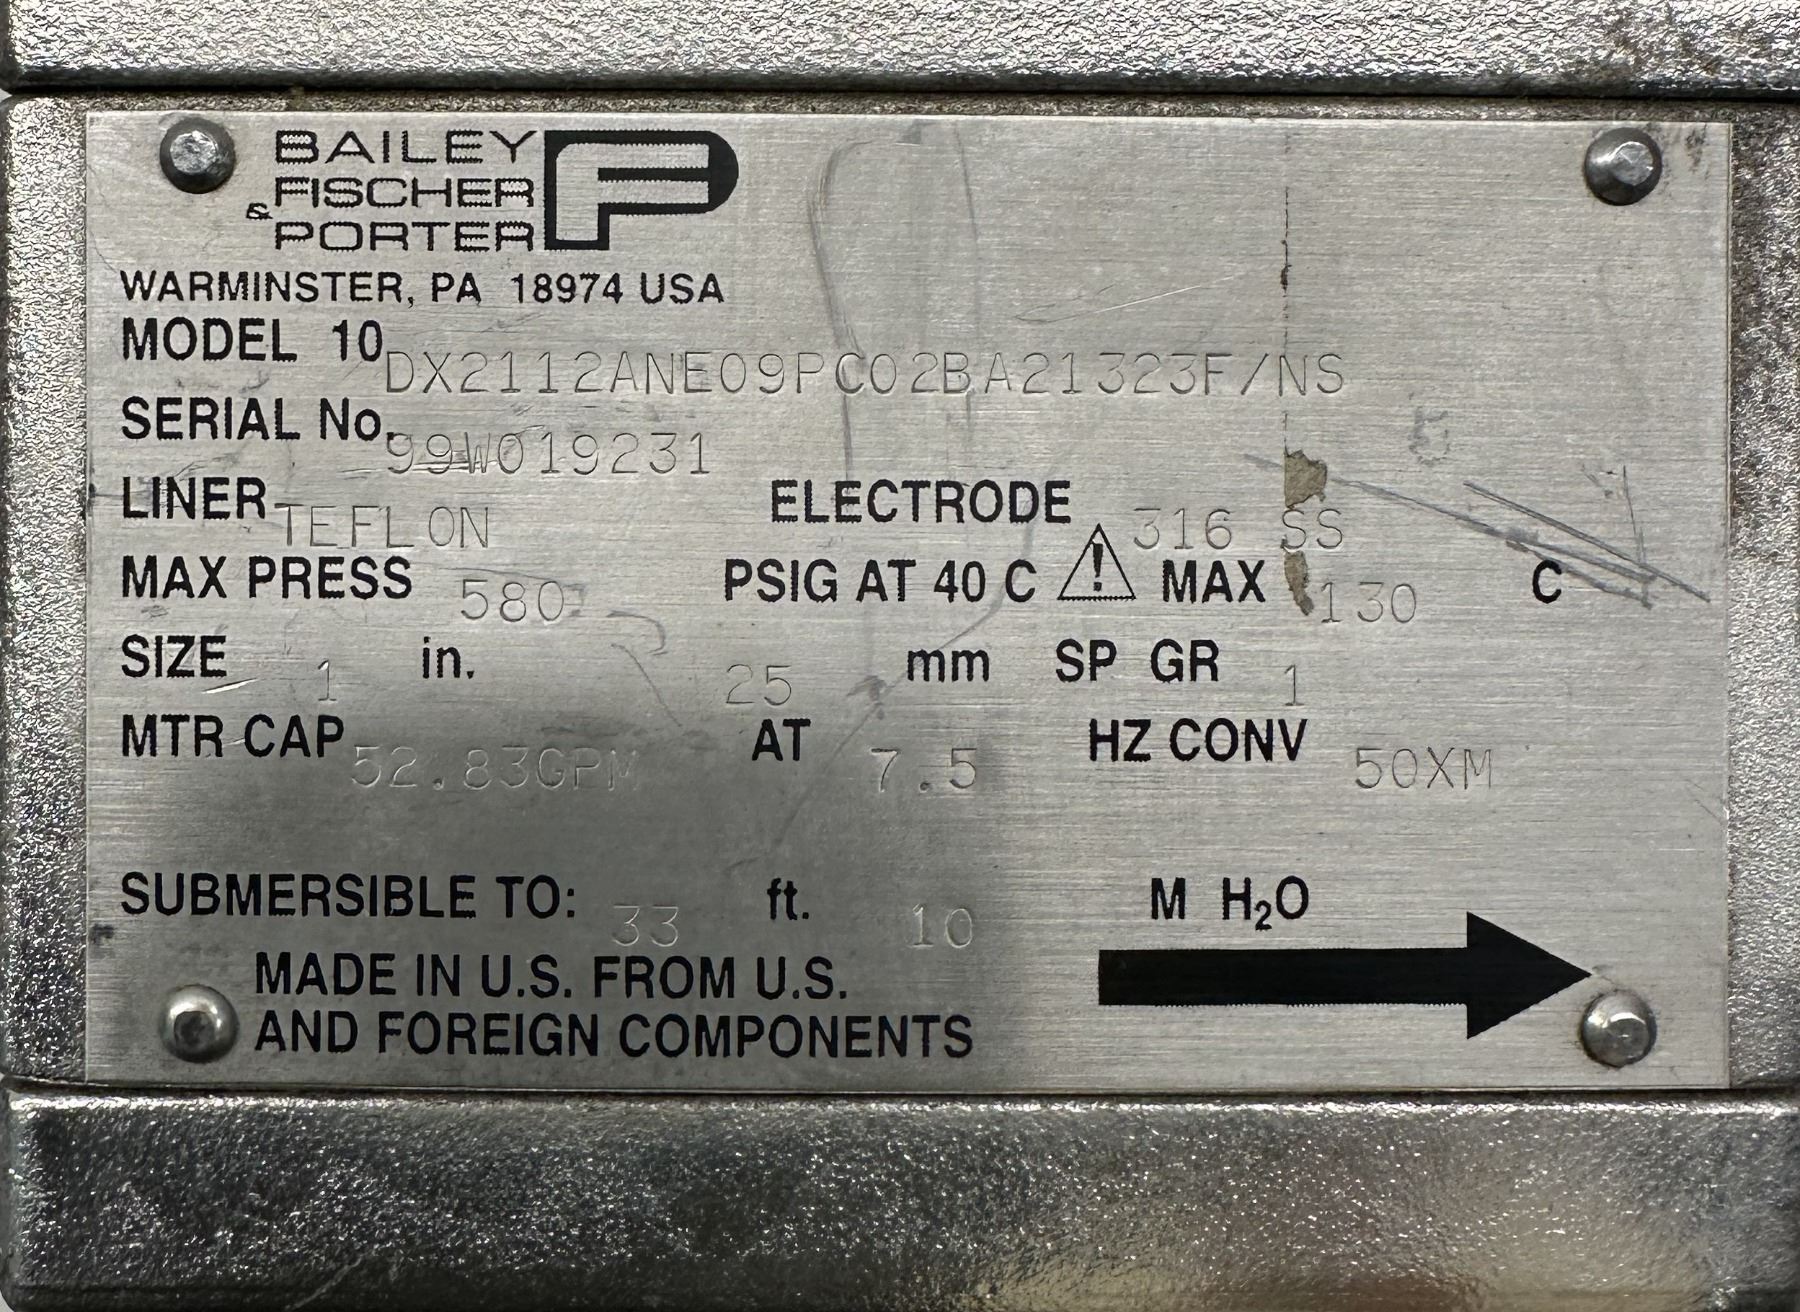 BAILEY
FISCHER
& PORTER
WARMINSTER, PA 18974 USA
MODEL 10DX2112ANE09PC02BA21323F/NS
SERIAL No. 99W019231
LINER TEFLON ELECTRODE 316 SS
MAX PRESS 580 PSIG AT 40 C ! MAX 130 C
SIZE 1 in. 25 mm SP GR 1
MTR CAP 52.83GPM AT 7.5 HZ CONV 50XM
SUBMERSIBLE TO: 33 ft. 10 M H₂O
MADE IN U.S. FROM U.S.
AND FOREIGN COMPONENTS